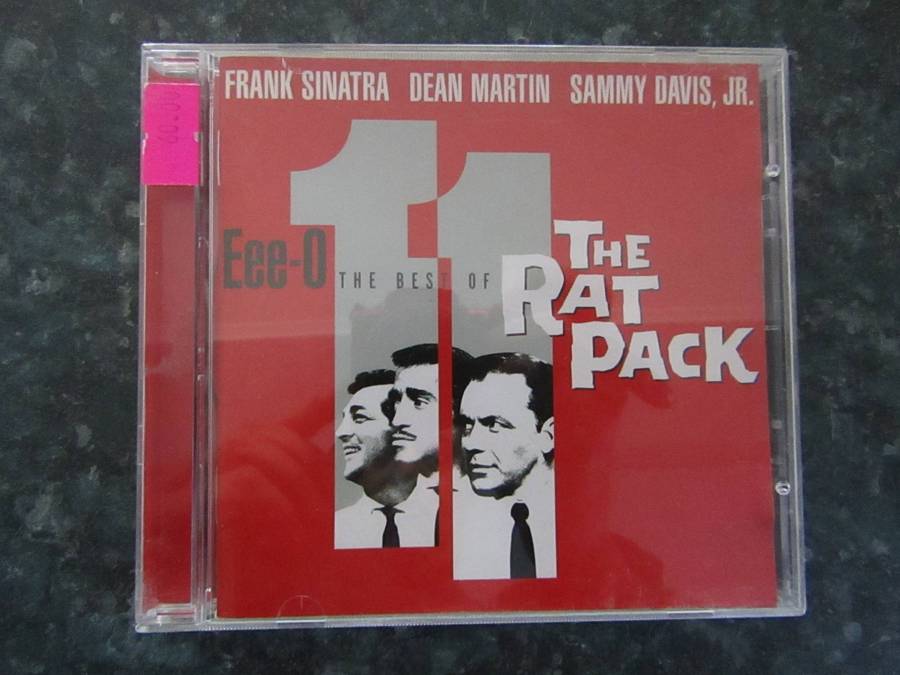 FRANK SINATRA DEAN MARTIN SAMMY DAVIS, JR.
Eee-O 11
THE BEST OF
THE
RAT
PACK